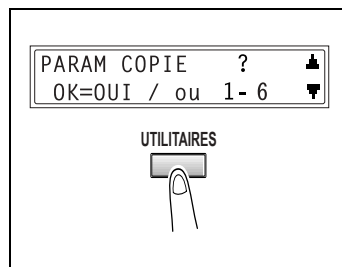 PARAM COPIE ? ▲
OK=OUI / ou 1-6 ▼
UTILITAIRES